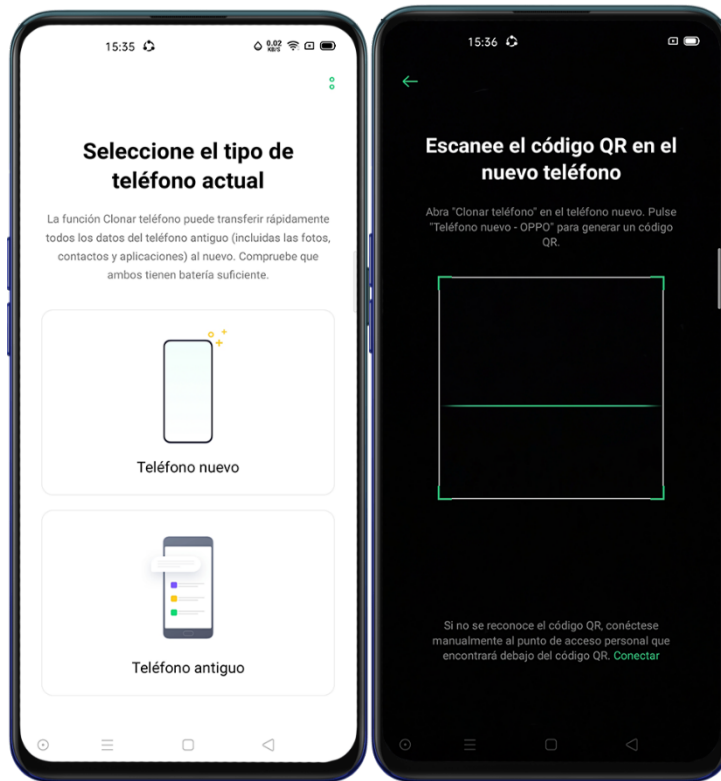 15:35
0.02
KB/S
Seleccione el tipo de
teléfono actual
La función Clonar teléfono puede transferir rápidamente
todos los datos del teléfono antiguo (incluidas las fotos,
contactos y aplicaciones) al nuevo. Compruebe que
ambos tienen batería suficiente.
Teléfono nuevo
Teléfono antiguo
15:36
Escanee el código QR en el
nuevo teléfono
Abra "Clonar teléfono" en el teléfono nuevo. Pulse
"Teléfono nuevo - OPPO" para generar un código
QR.
Si no se reconoce el código QR, conéctese
manualmente al punto de acceso personal que
encontrará debajo del código QR. Conectar